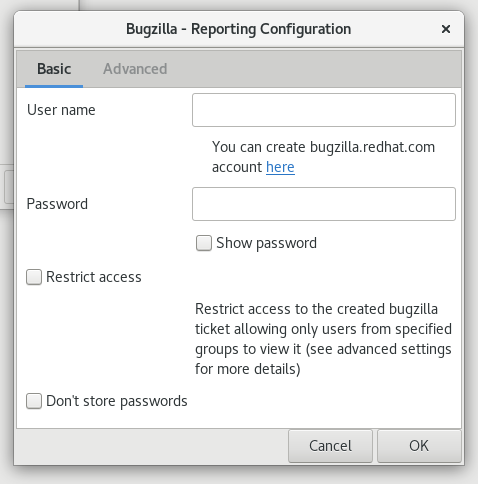 Bugzilla - Reporting Configuration
Basic Advanced
User name
You can create bugzilla.redhat.com
account here
Password
Show password
Restrict access
Restrict access to the created bugzilla
ticket allowing only users from specified
groups to view it (see advanced settings
for more details)
Don't store passwords
Cancel OK